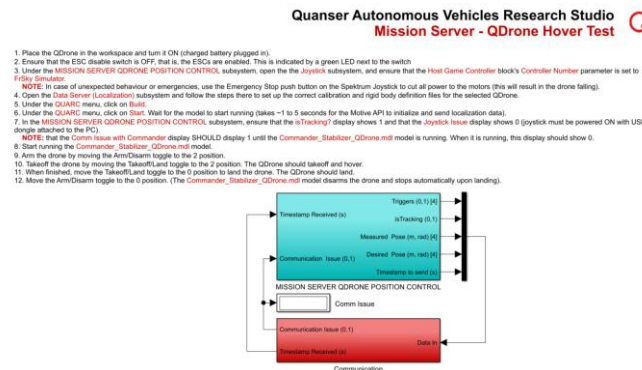 Quanser Autonomous Vehicles Research Studio
Mission Server - QDrone Hover Test
1. Place the QDrone in the workspace and turn it ON (charged battery plugged in).
2. Ensure that the ESC disable switch is OFF, that is, the ESCs are enabled. This is indicated by a green LED next to the switch
3. Under the MISSION SERVER QDRONE POSITION CONTROL subsystem, open the the Joystick subsystem, and ensure that the Host Game Controller block's Controller Number parameter is set to
FrSky Simulator.
NOTE: In case of unexpected behaviour or emergencies, use the Emergency Stop push button on the Spektrum Joystick to cut all power to the motors (this will result in the drone falling).
4. Open the Data Server (Localization) subsystem and follow the steps there to set up the correct calibration and rigid body definition files for the selected QDrone.
5. Under the QUARC menu, click on Build.
6. Under the QUARC menu, click on Start. Wait for the model to start running (takes ~1 to 5 seconds for the Motive API to initialize and send localization data).
7. In the MISSION SERVER QDRONE POSITION CONTROL subsystem, ensure that the isTracking? display shows 1 and that the Joystick Issue display shows 0 (joystick must be powered ON with USB
dongle attached to the PC).
NOTE: that the Comm Issue with Commander display SHOULD display 1 until the Commander_Stabilizer_QDrone.mdl model is running. When it is running, this display should show 0.
8. Start running the Commander_Stabilizer_QDrone.mdl model.
9. Arm the drone by moving the Arm/Disarm toggle to the 2 position.
10. Takeoff the drone by moving the Takeoff/Land toggle to the 2 position. The QDrone should takeoff and hover.
11. When finished, move the Takeoff/Land toggle to the 0 position to land the drone. The QDrone should land.
12. Move the Arm/Disarm toggle to the 0 position. (The Commander_Stabilizer_QDrone.mdl model disarms the drone and stops automatically upon landing).
Triggers (0,1) [4]
Timestamp Received (s)
isTracking (0,1)
Measured Pose (m, rad) [4]
Communication Issue (0,1)
Desired Pose (m, rad) [4]
Timestamp to send (s)
MISSION SERVER QDRONE POSITION CONTROL
Comm Issue
Communication Issue (0,1)
Data In
Timestamp Received (s)
Communication